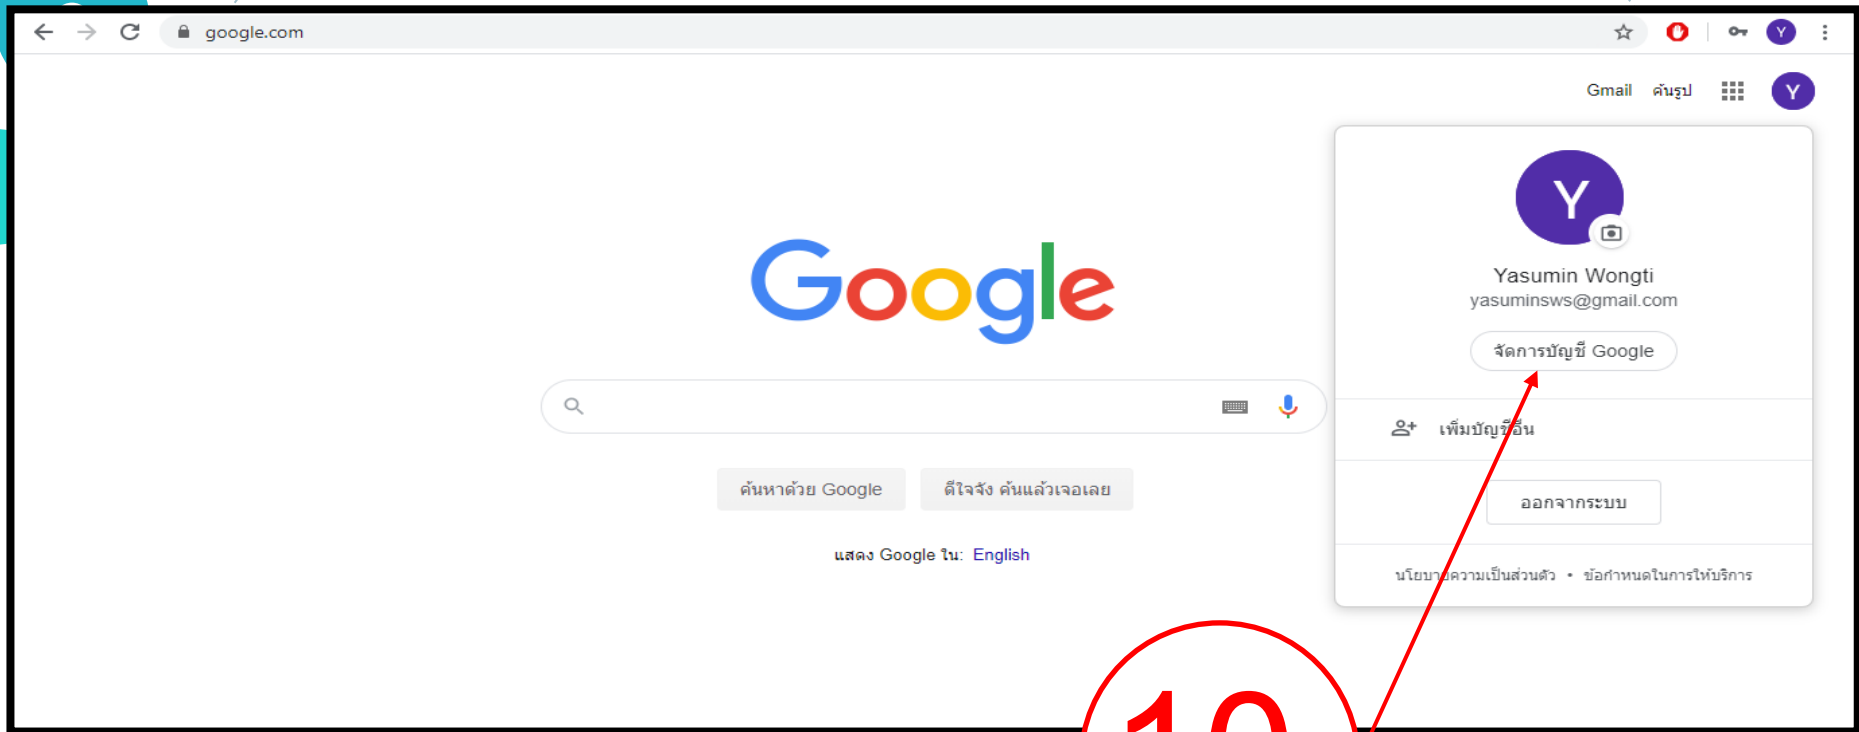 google.com
Y
Gmail ค้นรูป
Y
Y
Yasumin Wongti
yasuminsws@gmail.com
จัดการบัญชี Google
Google
เพิ่มบัญชีอื่น
ค้นหาด้วย Google
ดีใจจัง ค้นแล้วเจอเลย
ออกจากระบบ
แสดง Google ใน: English
นโยบายความเป็นส่วนตัว • ข้อกำหนดในการให้บริการ